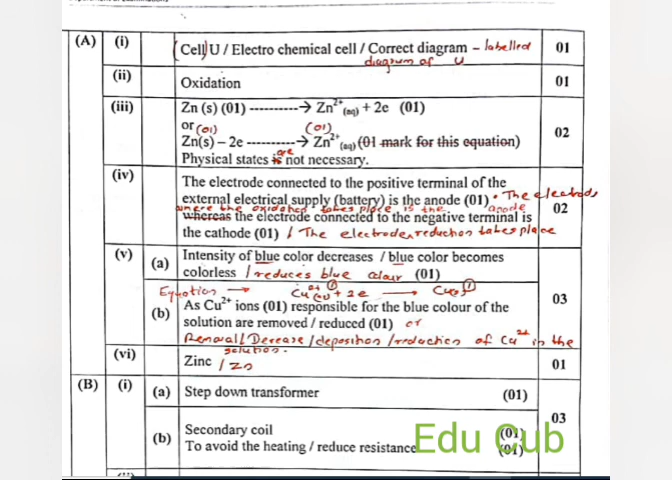 (A) (i) (Cell) U / Electro chemical cell / Correct diagram – labelled 01
diagram of U
(ii) Oxidation 01
(iii) Zn (s) (01) ----------→ Zn²⁺(aq) + 2e (01)
or (01) (01)
Zn(s) – 2e ----------→ Zn²⁺(aq) (01 mark for this equation) 02
are
Physical states is not necessary.
(iv) The electrode connected to the positive terminal of the
external electrical supply (battery) is the anode (01) . The electrode
where the oxidation takes place is the anode 02
whereas the electrode connected to the negative terminal is
the cathode (01) / The electrode reduction takes place
(v) (a) Intensity of blue color decreases / blue color becomes
colorless / reduces blue colour (01)
Equation → Cu²⁺ + 2e → Cu(s) 03
(b) As Cu²⁺ ions (01) responsible for the blue colour of the
solution are removed / reduced (01) or
Removal / Decrease / deposition / reduction of Cu²⁺ in the
solution.
(vi) Zinc / Zn 01
(B) (i) (a) Step down transformer (01)
03
(b) Secondary coil (01)
To avoid the heating / reduce resistance (01)
Edu Cub